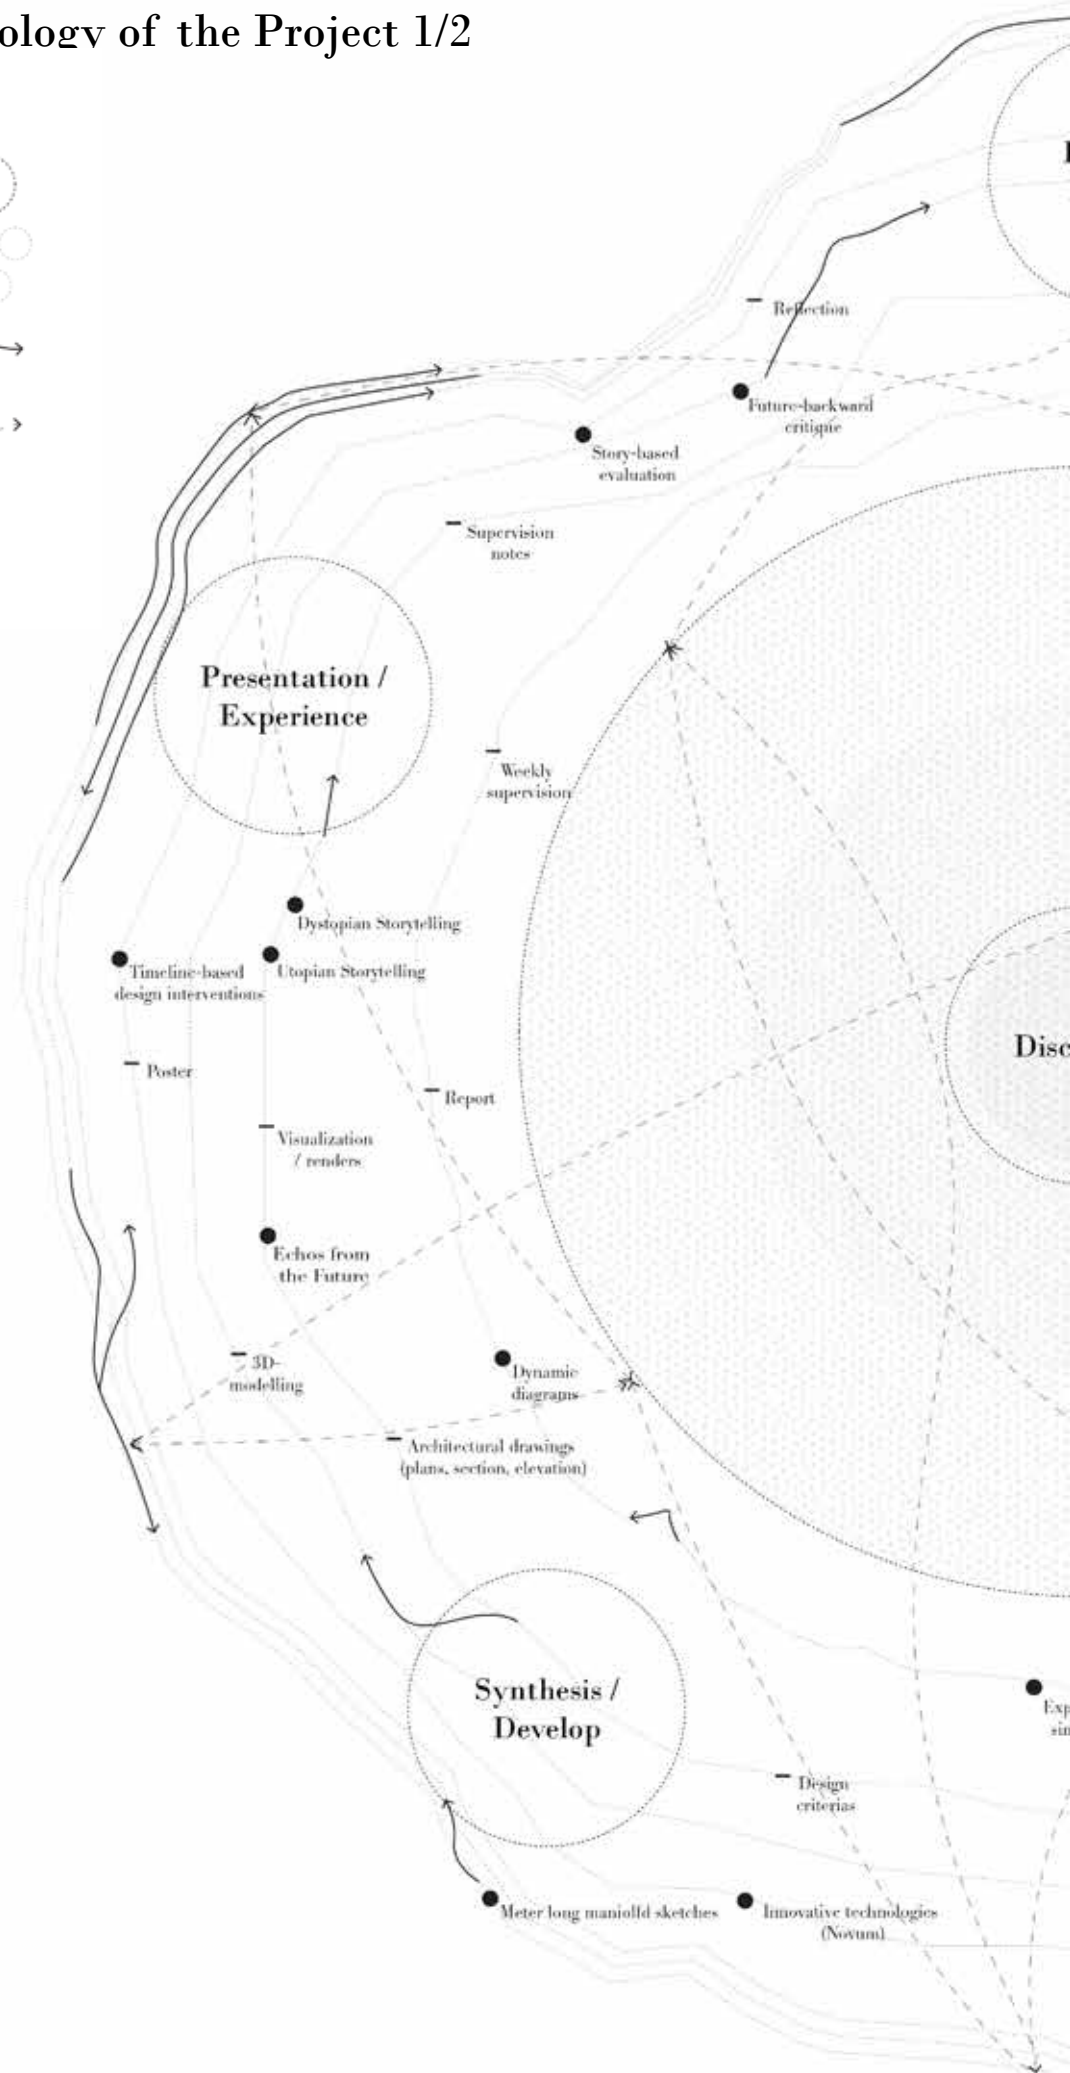 ology of the Project 1/2
Reflection
Future-backward
critique
Story-based
evaluation
Supervision
notes
Presentation /
Experience
Weekly
supervision
Dystopian Storytelling
Utopian Storytelling
Timeline-based
design interventions
Disc
Poster
Report
Visualization
/ renders
Echos from
the Future
3D-
modelling
Dynamic
diagrams
Architectural drawings
(plans, section, elevation)
Synthesis /
Develop
Exp
sin
Design
criterias
Meter long maniolfd sketches
Innovative technologies
(Novum)